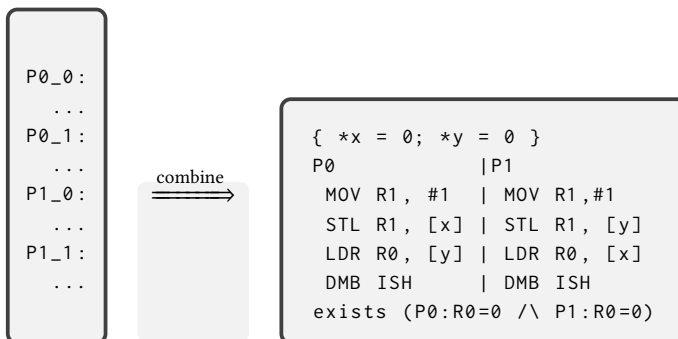 P0_0:
...
P0_1:
...
P1_0:
...
P1_1:
...
combine
{ *x = 0; *y = 0 }
P0 |P1
MOV R1, #1 | MOV R1,#1
STL R1, [x] | STL R1, [y]
LDR R0, [y] | LDR R0, [x]
DMB ISH | DMB ISH
exists (P0:R0=0 /\ P1:R0=0)